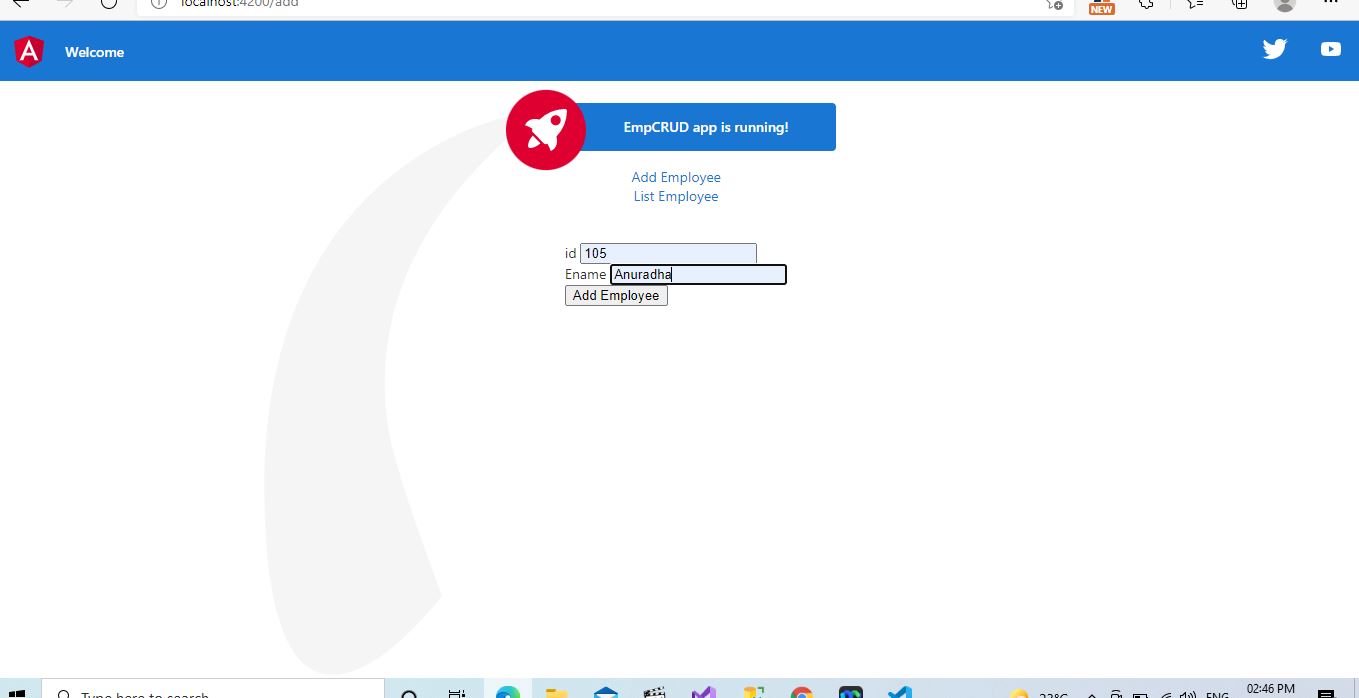 localhost:4200/add
NEW
Welcome
EmpCRUD app is running!
Add Employee
List Employee
id 105
Ename Anuradha
Add Employee
Type here to search
ENG
02:46 PM